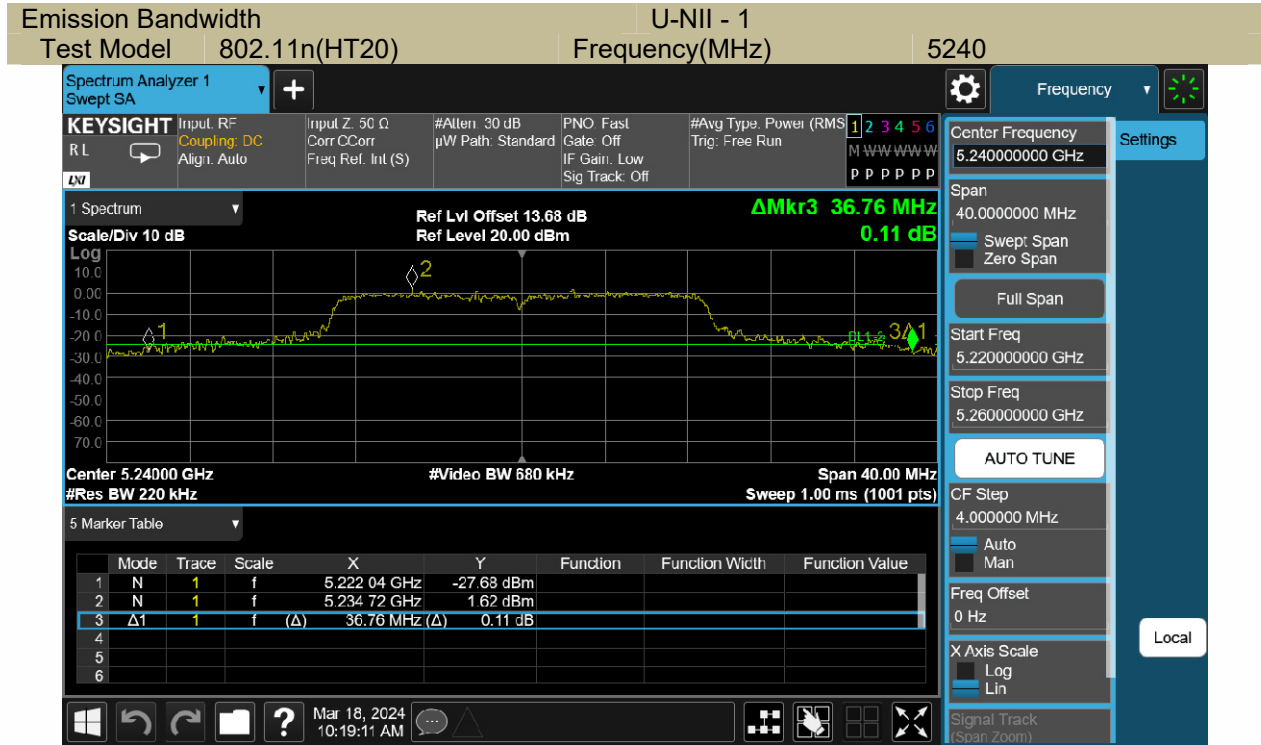 Emission Bandwidth U-NII - 1
Test Model 802.11n(HT20) Frequency(MHz) 5240
Spectrum Analyzer 1
Swept SA
+
Frequency
KEYSIGHT
RL
LXI
Input: RF
Coupling: DC
Align: Auto
Input Z: 50 Ω
Corr CCorr
Freq Ref: Int (S)
#Atten: 30 dB
µW Path: Standard
PNO: Fast
Gate: Off
IF Gain: Low
Sig Track: Off
#Avg Type: Power (RMS
Trig: Free Run
1 2 3 4 5 6
M W W W W W
P P P P P P
1 Spectrum
Scale/Div 10 dB
Ref Lvl Offset 13.68 dB
Ref Level 20.00 dBm
ΔMkr3 36.76 MHz
0.11 dB
Log
10.0
0.00
-10.0
-20.0
-30.0
-40.0
-50.0
-60.0
70.0
1
2
3Δ1
Center 5.24000 GHz
#Video BW 680 kHz
Span 40.00 MHz
#Res BW 220 kHz
Sweep 1.00 ms (1001 pts)
5 Marker Table
Mode Trace Scale X Y Function Function Width Function Value
1 N 1 f 5.222 04 GHz -27.68 dBm
2 N 1 f 5.234 72 GHz 1.62 dBm
3 Δ1 1 f (Δ) 36.76 MHz (Δ) 0.11 dB
4
5
6
Mar 18, 2024
10:19:11 AM
?
Center Frequency
5.240000000 GHz
Settings
Span
40.0000000 MHz
Swept Span
Zero Span
Full Span
Start Freq
5.220000000 GHz
Stop Freq
5.260000000 GHz
AUTO TUNE
CF Step
4.000000 MHz
Auto
Man
Freq Offset
0 Hz
Local
X Axis Scale
Log
Lin
Signal Track
(Span Zoom)